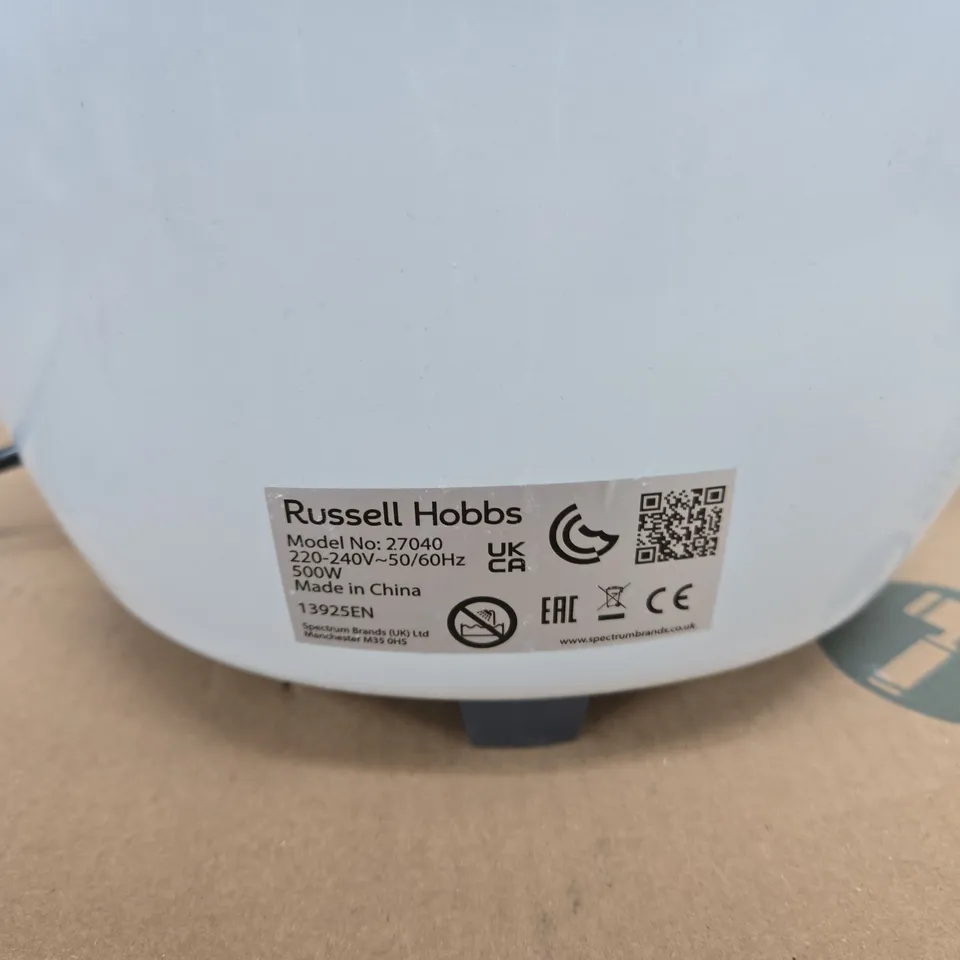 Russell Hobbs
Model No: 27040
220-240V~50/60Hz
500W
Made in China
13925EN
Spectrum Brands (UK) Ltd
Manchester M35 0HS
UK
CA
EAC
CE
www.spectrumbrands.co.uk